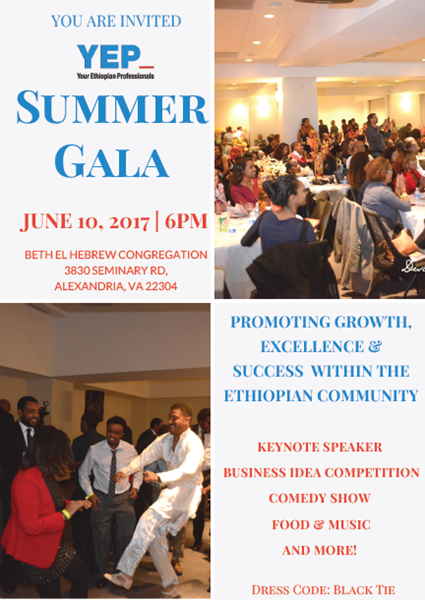 YOU ARE INVITED
YEP_
Your Ethiopian Professionals
SUMMER
GALA
JUNE 10, 2017 | 6PM
BETH EL HEBREW CONGREGATION
3830 SEMINARY RD,
ALEXANDRIA, VA 22304
PROMOTING GROWTH,
EXCELLENCE &
SUCCESS WITHIN THE
ETHIOPIAN COMMUNITY
KEYNOTE SPEAKER
BUSINESS IDEA COMPETITION
COMEDY SHOW
FOOD & MUSIC
AND MORE!
DRESS CODE: BLACK TIE